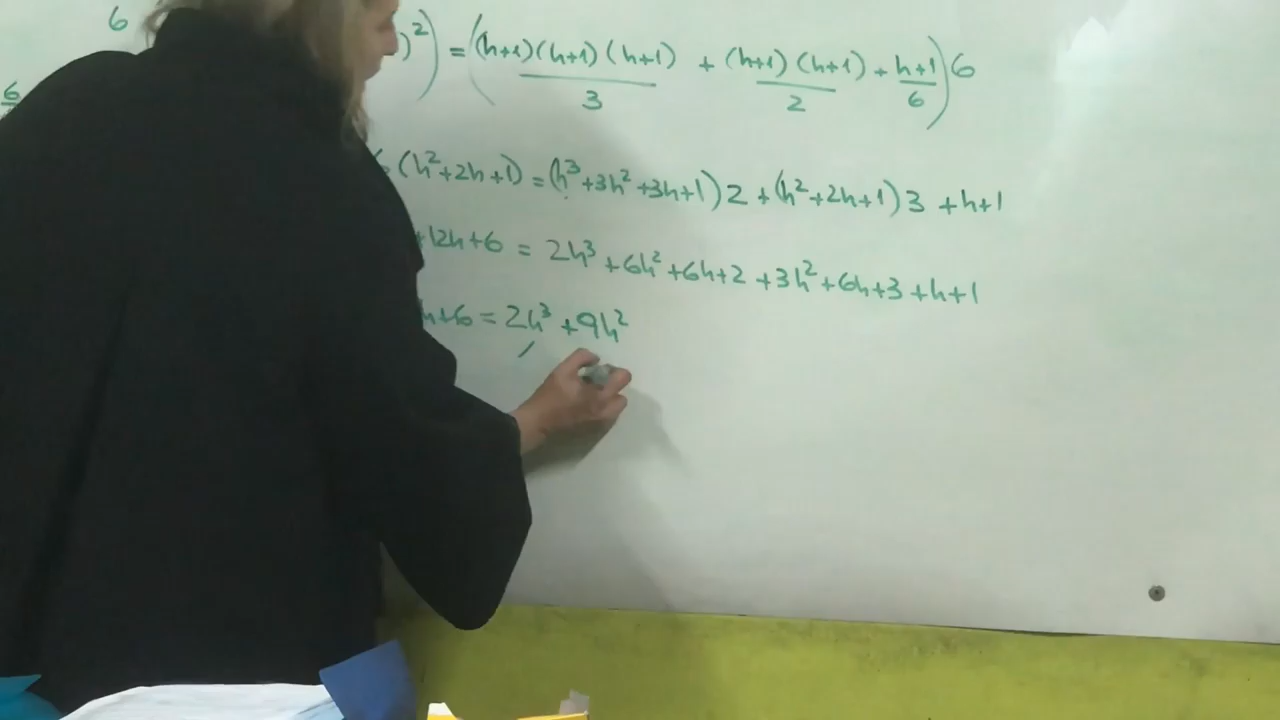 6 )²) = ((h+1)(h+1)(h+1)/3 + (h+1)(h+1)/2 + h+1/6)6
6
6(h²+2h+1) = (h³+3h²+3h+1)2 + (h²+2h+1)3 + h+1
+12h+6 = 2h³+6h²+6h+2+3h²+6h+3+h+1
h+6 = 2h³+9h²